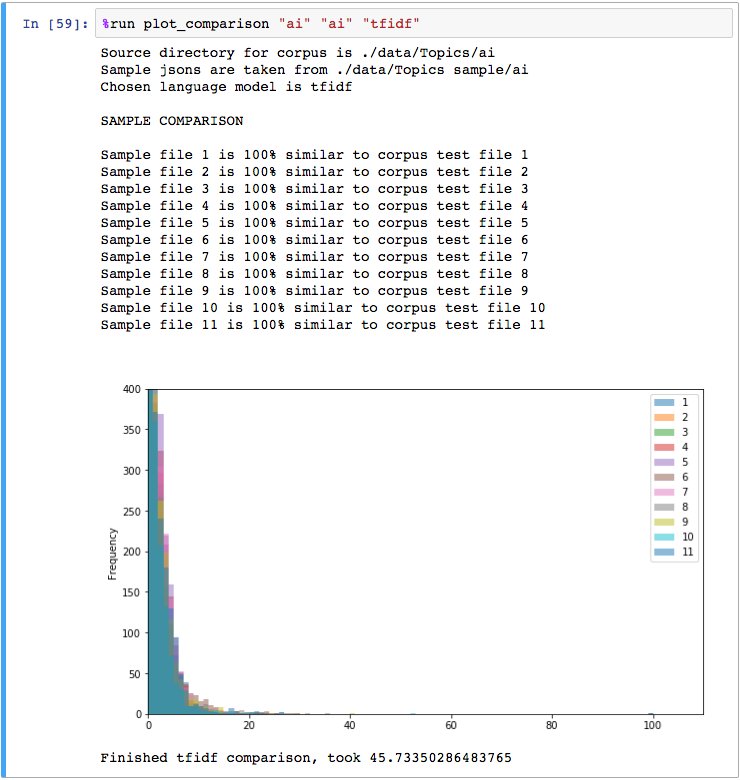 In [59]: %run plot_comparison "ai" "ai" "tfidf"
Source directory for corpus is ./data/Topics/ai
Sample jsons are taken from ./data/Topics sample/ai
Chosen language model is tfidf
SAMPLE COMPARISON
Sample file 1 is 100% similar to corpus test file 1
Sample file 2 is 100% similar to corpus test file 2
Sample file 3 is 100% similar to corpus test file 3
Sample file 4 is 100% similar to corpus test file 4
Sample file 5 is 100% similar to corpus test file 5
Sample file 6 is 100% similar to corpus test file 6
Sample file 7 is 100% similar to corpus test file 7
Sample file 8 is 100% similar to corpus test file 8
Sample file 9 is 100% similar to corpus test file 9
Sample file 10 is 100% similar to corpus test file 10
Sample file 11 is 100% similar to corpus test file 11
400
350
300
250
200
150
100
50
0
Frequency
0 20 40 60 80 100
1
2
3
4
5
6
7
8
9
10
11
Finished tfidf comparison, took 45.73350286483765